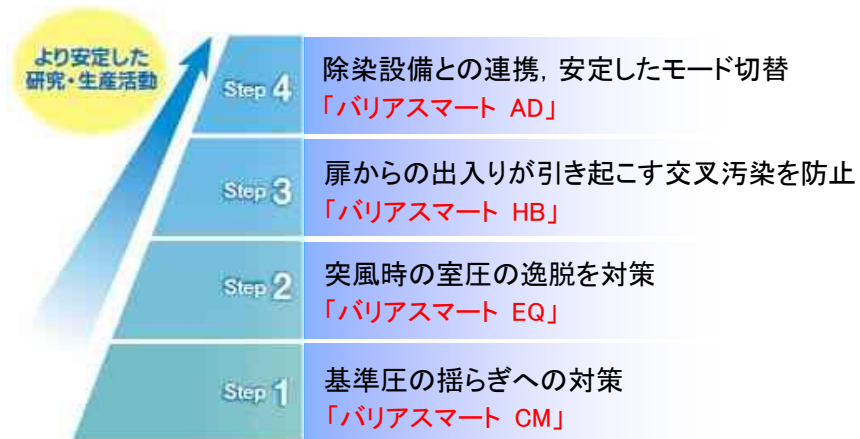 より安定した
研究・生産活動
Step 4
除染設備との連携，安定したモード切替
「バリアスマート AD」
Step 3
扉からの出入りが引き起こす交叉汚染を防止
「バリアスマート HB」
Step 2
突風時の室圧の逸脱を対策
「バリアスマート EQ」
Step 1
基準圧の揺らぎへの対策
「バリアスマート CM」